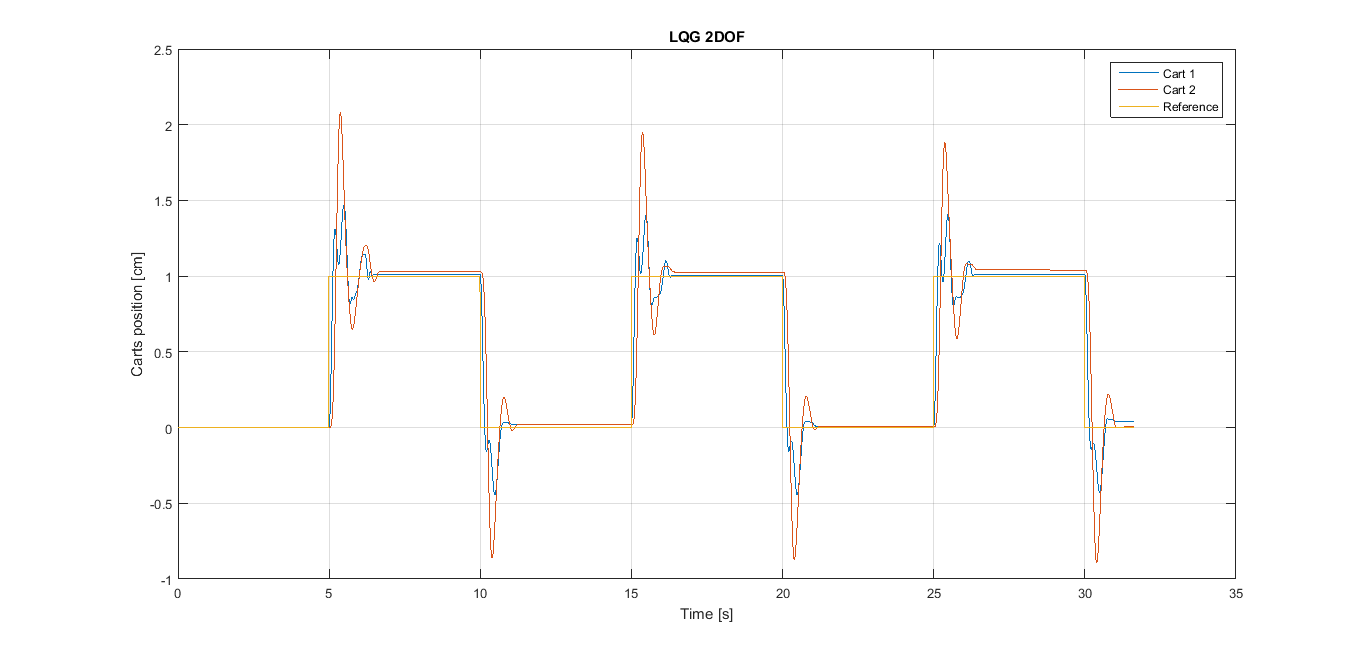 LQG 2DOF
2.5
2
1.5
1
0.5
0
-0.5
-1
Carts position [cm]
Cart 1
Cart 2
Reference
0 5 10 15 20 25 30 35
Time [s]